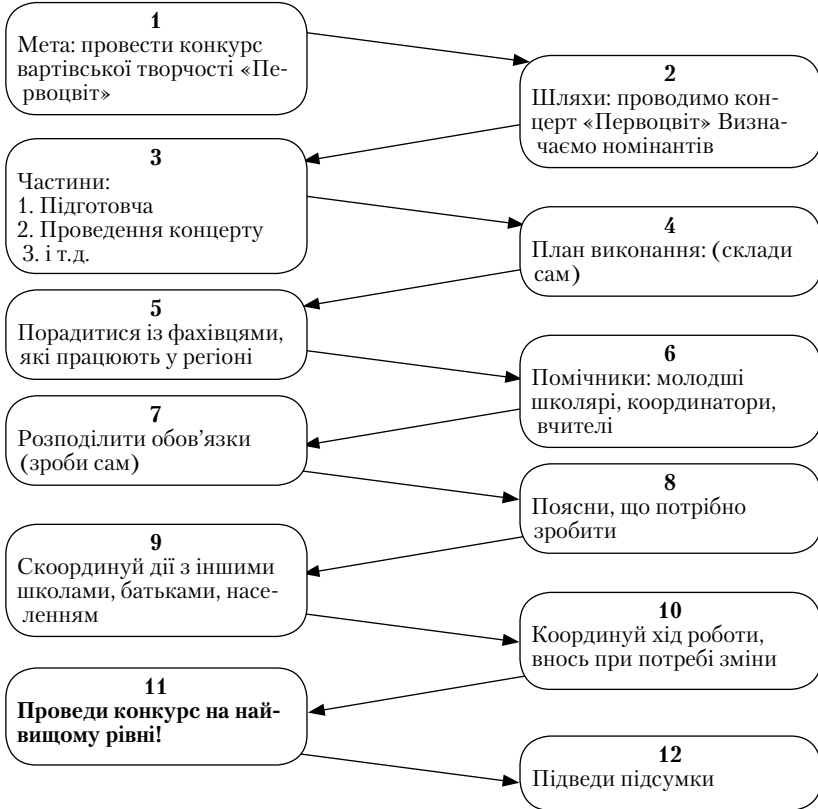 1
Мета: провести конкурс
вартівської творчості «Пе-
рвоцвіт»
2
Шляхи: проводимо кон-
церт «Первоцвіт» Визна-
чаємо номінантів
3
Частини:
1. Підготовча
2. Проведення концерту
3. і т.д.
4
План виконання: (склади
сам)
5
Порадитися із фахівцями,
які працюють у регіоні
6
Помічники: молодші
школярі, координатори,
вчителі
7
Розподілити обов’язки
(зроби сам)
8
Поясни, що потрібно
зробити
9
Скоординуй дії з іншими
школами, батьками, насе-
ленням
10
Координуй хід роботи,
внось при потребі зміни
11
Проведи конкурс на най-
вищому рівні!
12
Підведи підсумки